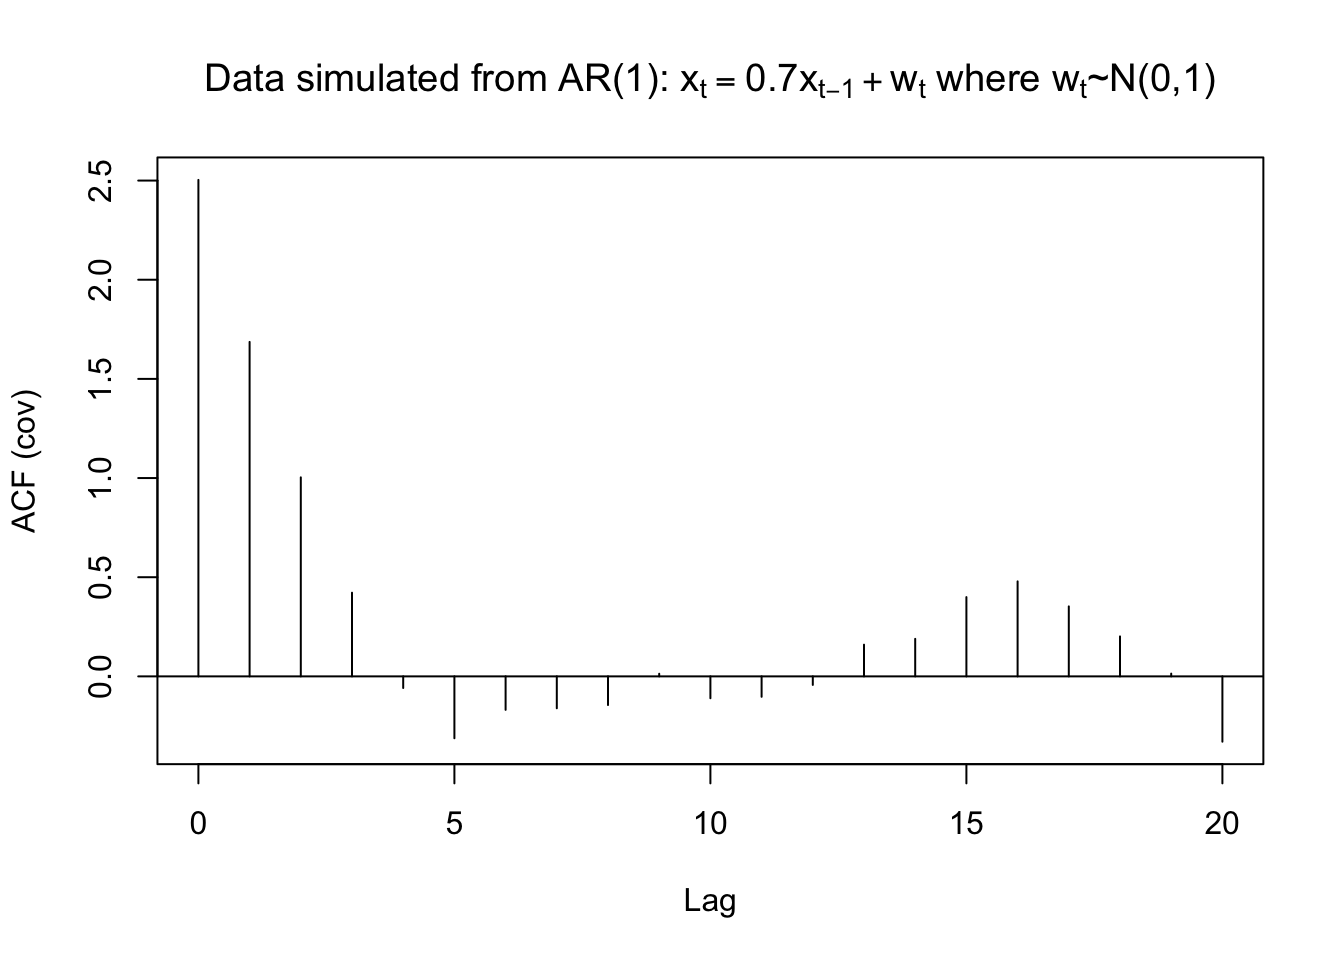 Data simulated from AR(1): xₜ = 0.7xₜ₋₁ + wₜ where wₜ~N(0,1)
ACF (cov)
2.5
2.0
1.5
1.0
0.5
0.0
0 5 10 15 20
Lag